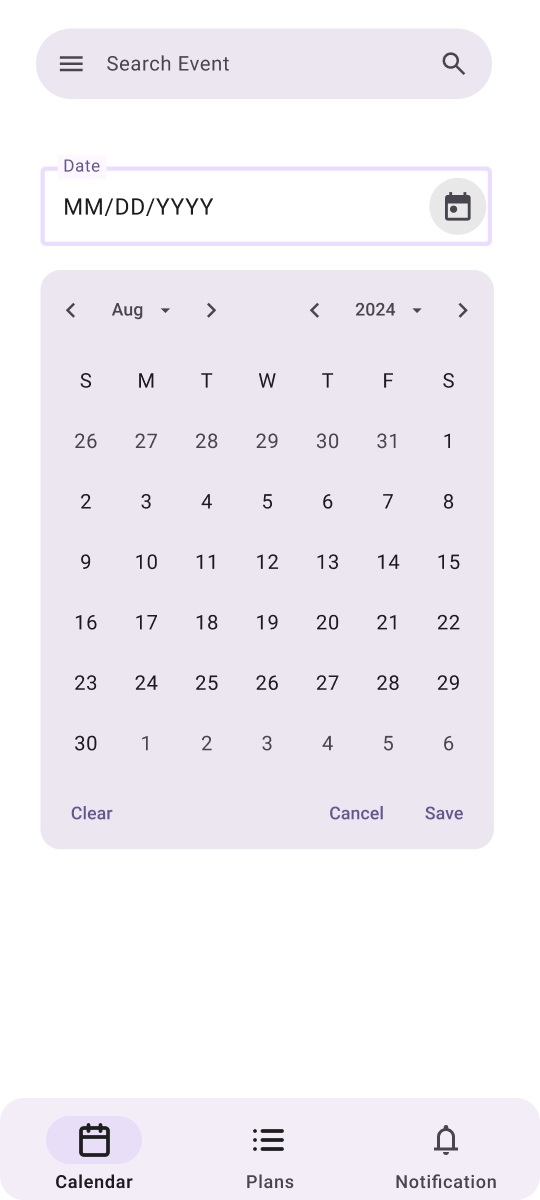 Search Event
Date
MM/DD/YYYY
Aug 2024
S M T W T F S
26 27 28 29 30 31 1
2 3 4 5 6 7 8
9 10 11 12 13 14 15
16 17 18 19 20 21 22
23 24 25 26 27 28 29
30 1 2 3 4 5 6
Clear Cancel Save
Calendar Plans Notification